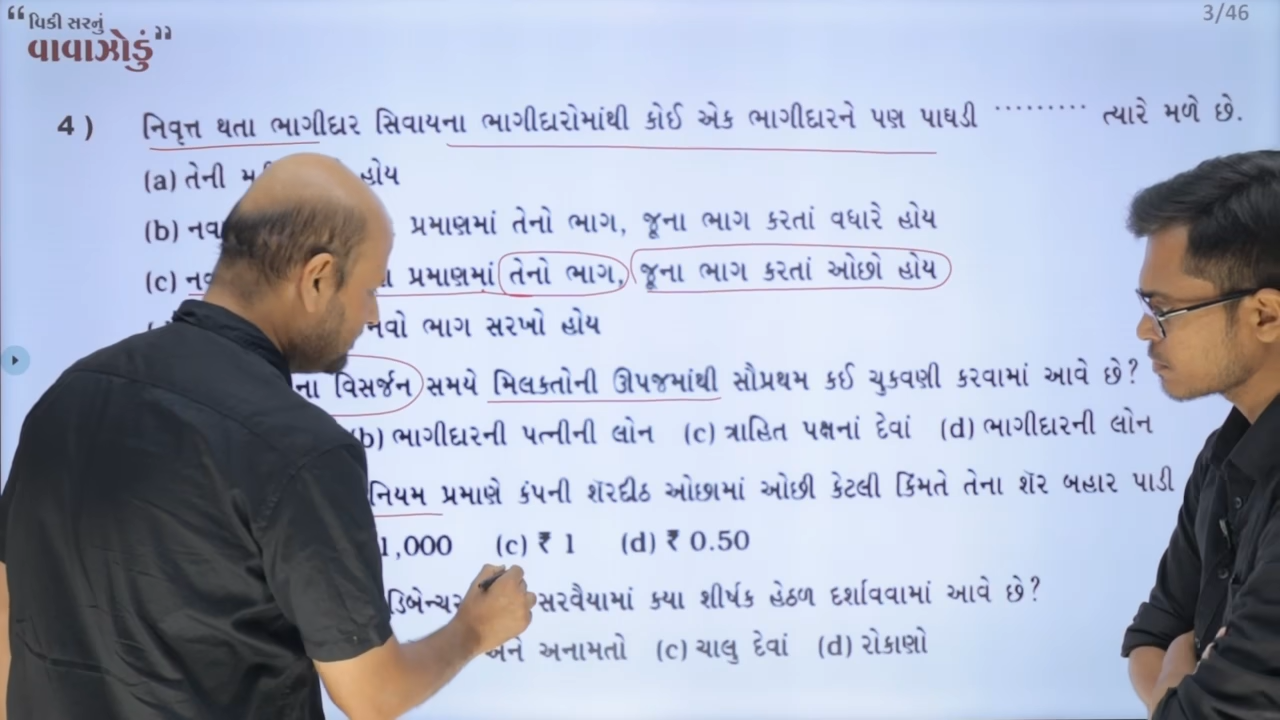 “વિકી સરનું
વાવાઝોડું”
3/46
4 ) નિવૃત્ત થતા ભાગીદાર સિવાયના ભાગીદારોમાંથી કોઈ એક ભાગીદારને પણ પાઘડી ......... ત્યારે મળે છે.
(a) તેની હોય
(b) પ્રમાણમાં તેનો ભાગ, જૂના ભાગ કરતાં વધારે હોય
(c) પ્રમાણમાં તેનો ભાગ, જૂના ભાગ કરતાં ઓછો હોય
નવો ભાગ સરખો હોય
ના વિસર્જન સમયે મિલકતોની ઊપજમાંથી સૌપ્રથમ કઈ ચુકવણી કરવામાં આવે છે?
(b) ભાગીદારની પત્નીની લોન (c) ત્રાહિત પક્ષનાં દેવાં (d) ભાગીદારની લોન
નિયમ પ્રમાણે કંપની શૅરદીઠ ઓછામાં ઓછી કેટલી કિંમતે તેના શૅર બહાર પાડી
1,000 (c) ₹ 1 (d) ₹ 0.50
સરવૈયામાં ક્યા શીર્ષક હેઠળ દર્શાવવામાં આવે છે?
અને અનામતો (c) ચાલુ દેવાં (d) રોકાણો